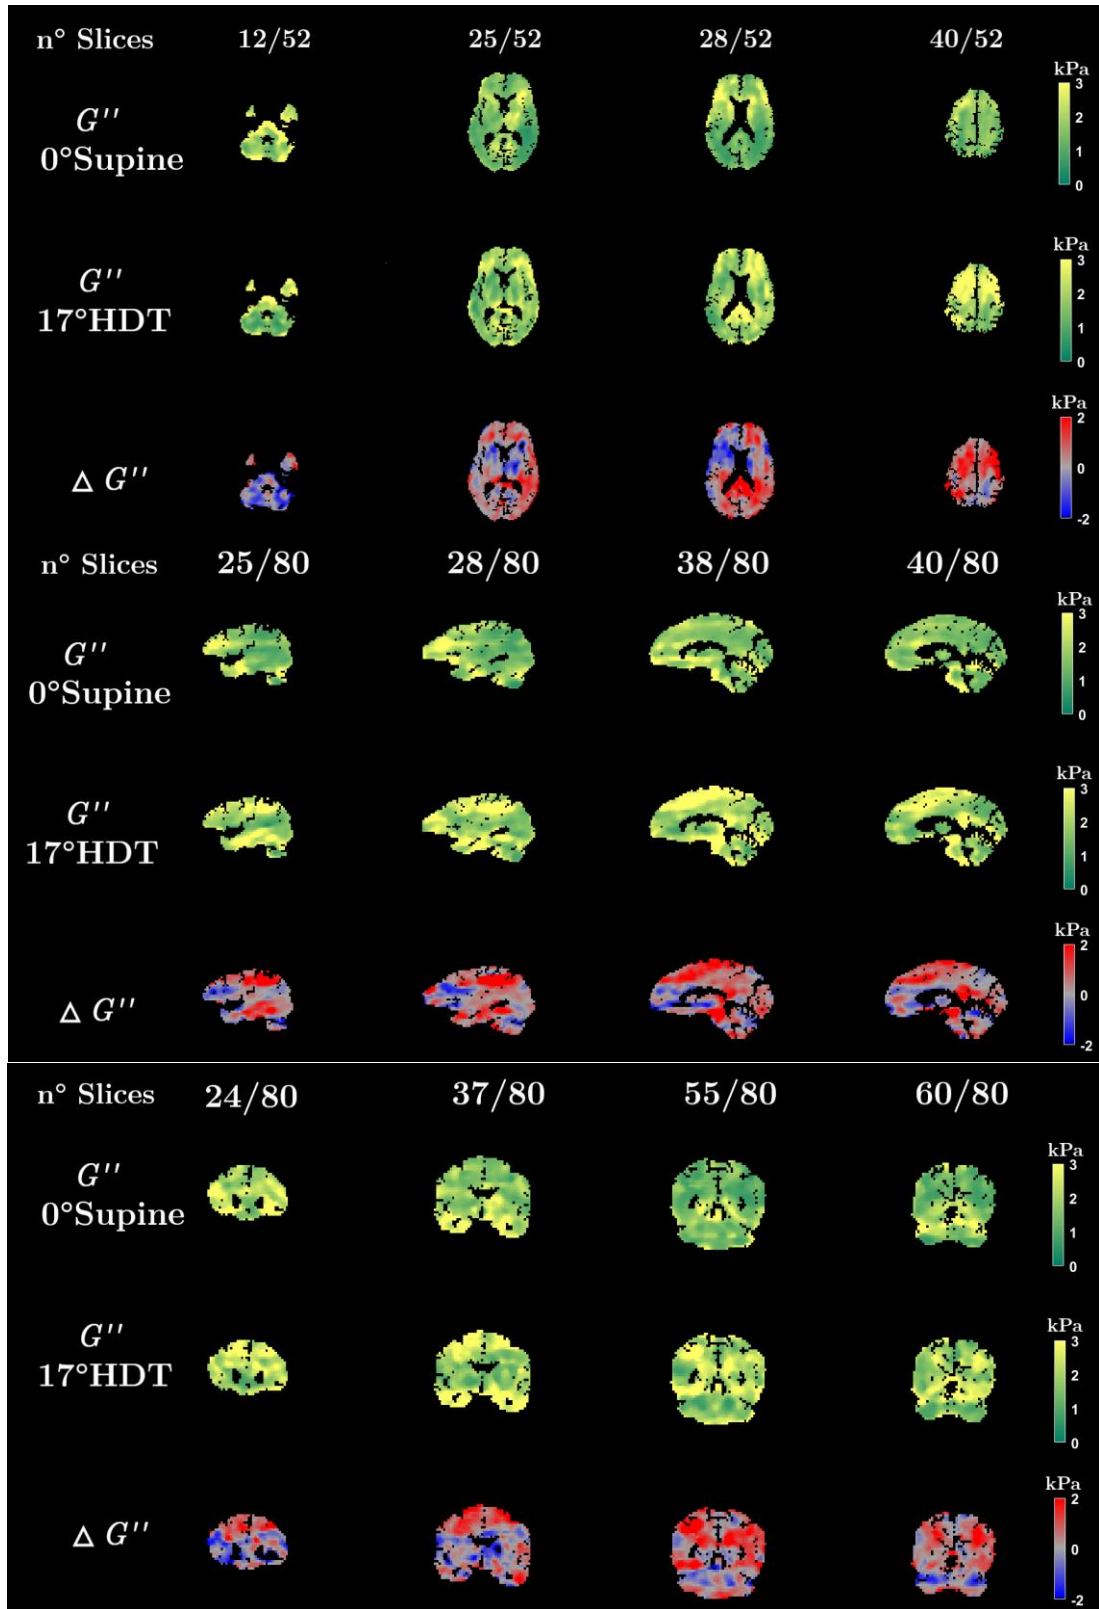 n° Slices 12/52 25/52 28/52 40/52
kPa
G''
0°Supine
3
2
1
0
kPa
G''
17°HDT
3
2
1
0
kPa
△ G''
2
0
-2
n° Slices 25/80 28/80 38/80 40/80
kPa
G''
0°Supine
3
2
1
0
kPa
G''
17°HDT
3
2
1
0
kPa
△ G''
2
0
-2
n° Slices 24/80 37/80 55/80 60/80
kPa
G''
0°Supine
3
2
1
0
kPa
G''
17°HDT
3
2
1
0
kPa
△ G''
2
0
-2